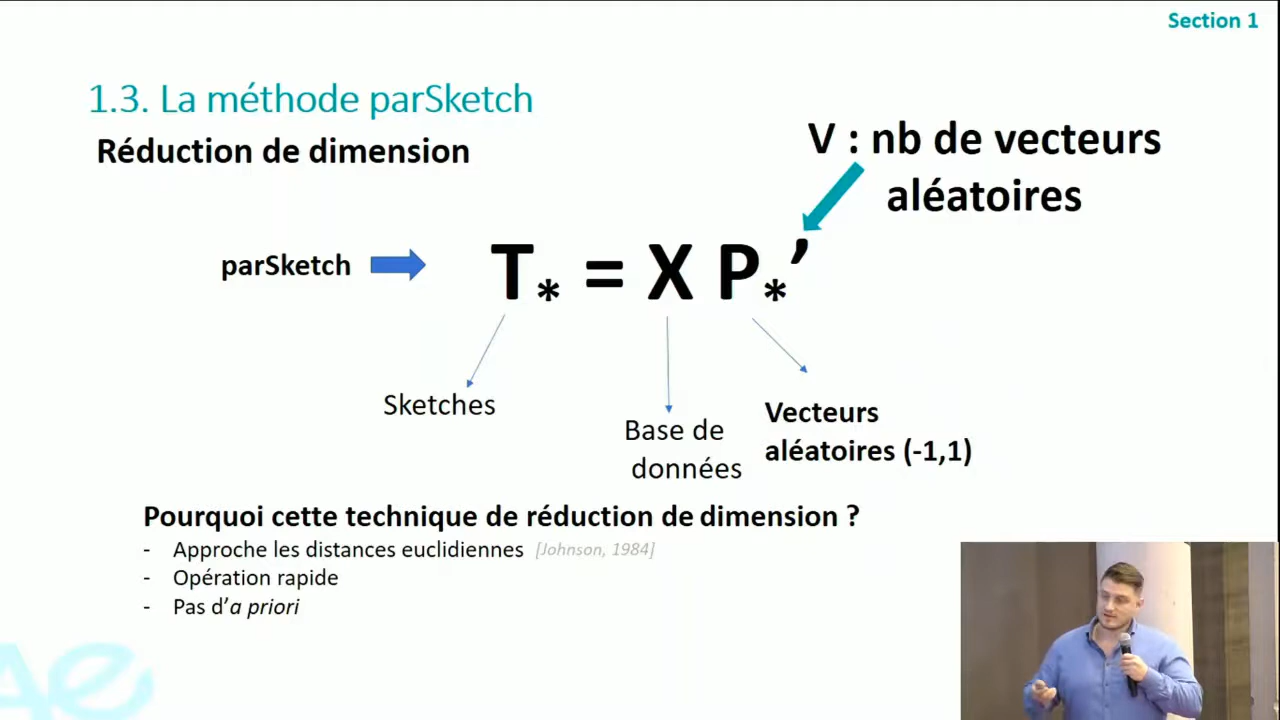 Section 1
1.3. La méthode parSketch
Réduction de dimension
V : nb de vecteurs
aléatoires
parSketch
T* = X P*’
Sketches
Base de
données
Vecteurs
aléatoires (-1,1)
Pourquoi cette technique de réduction de dimension ?
- Approche les distances euclidiennes [Johnson, 1984]
- Opération rapide
- Pas d’a priori